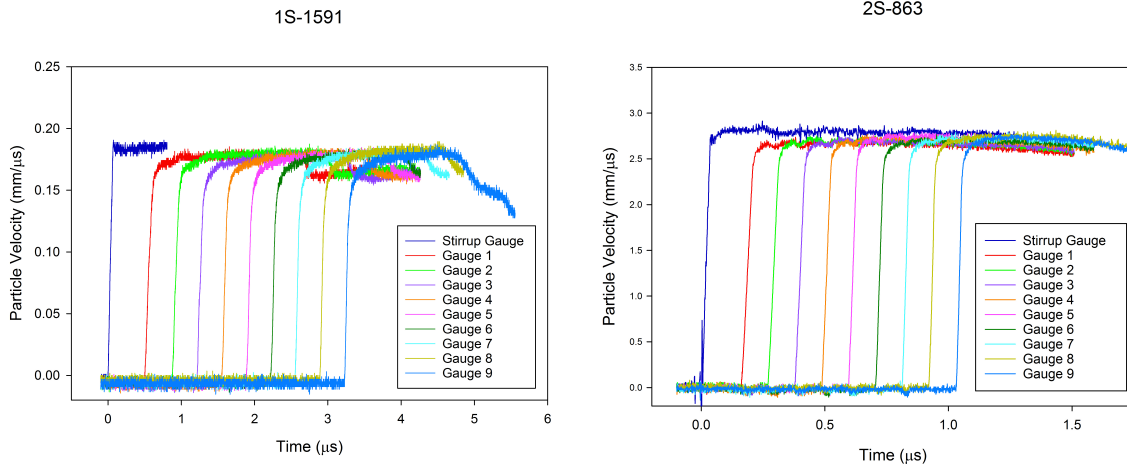 1S-1591
0.25
0.20
0.15
0.10
0.05
0.00
Particle Velocity (mm/μs)
Stirrup Gauge
Gauge 1
Gauge 2
Gauge 3
Gauge 4
Gauge 5
Gauge 6
Gauge 7
Gauge 8
Gauge 9
0 1 2 3 4 5 6
Time (μs)
2S-863
3.5
3.0
2.5
2.0
1.5
1.0
0.5
0.0
Particle Velocity (mm/μs)
Stirrup Gauge
Gauge 1
Gauge 2
Gauge 3
Gauge 4
Gauge 5
Gauge 6
Gauge 7
Gauge 8
Gauge 9
0.0 0.5 1.0 1.5
Time (μs)